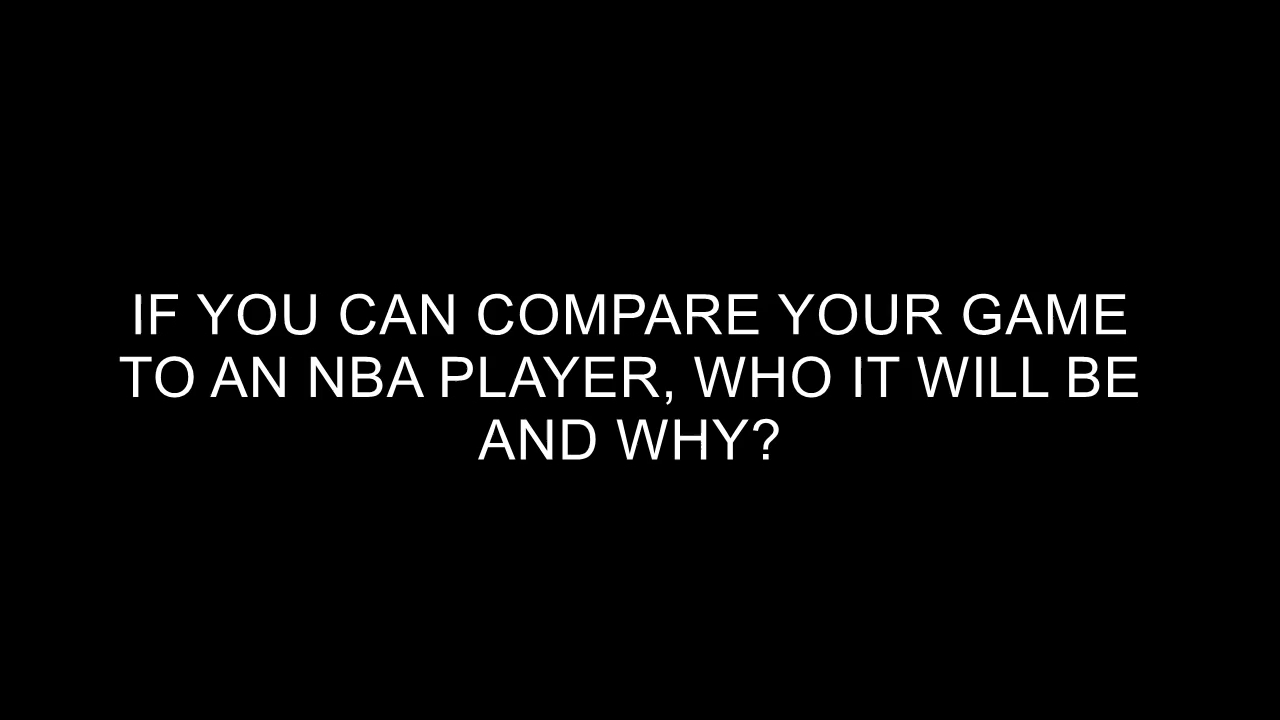 IF YOU CAN COMPARE YOUR GAME
TO AN NBA PLAYER, WHO IT WILL BE
AND WHY?